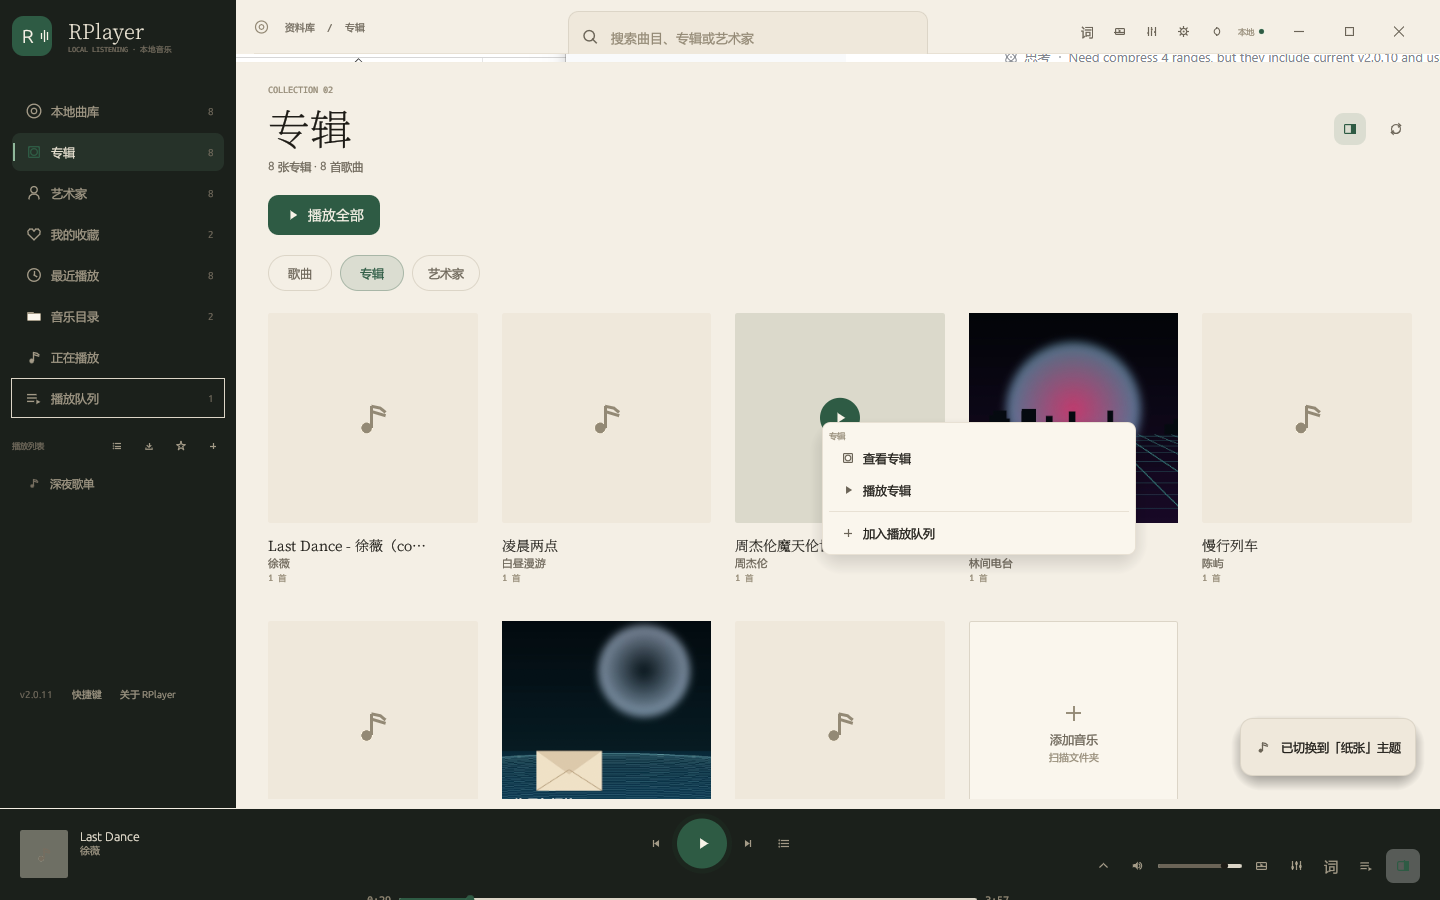 R
RPlayer
LOCAL LISTENING · 本地音乐
本地曲库 8
专辑 8
艺术家 8
我的收藏 2
最近播放 8
音乐目录 2
正在播放
播放队列 1
播放列表
深夜歌单
v2.0.11 快捷键 关于 RPlayer
资料库 / 专辑
搜索曲目、专辑或艺术家
词
本地
思考 · Need compress 4 ranges, but they include current v2.0.10 and us
COLLECTION 02
专辑
8 张专辑 · 8 首歌曲
播放全部
歌曲 专辑 艺术家
Last Dance - 徐薇（co…
徐薇
1 首
凌晨两点
白昼漫游
1 首
周杰伦魔天伦
周杰伦
1 首
林间电台
1 首
慢行列车
陈屿
1 首
专辑
查看专辑
播放专辑
加入播放队列
添加音乐
扫描文件夹
已切换到「纸张」主题
Last Dance
徐薇
词
0:29
3:57